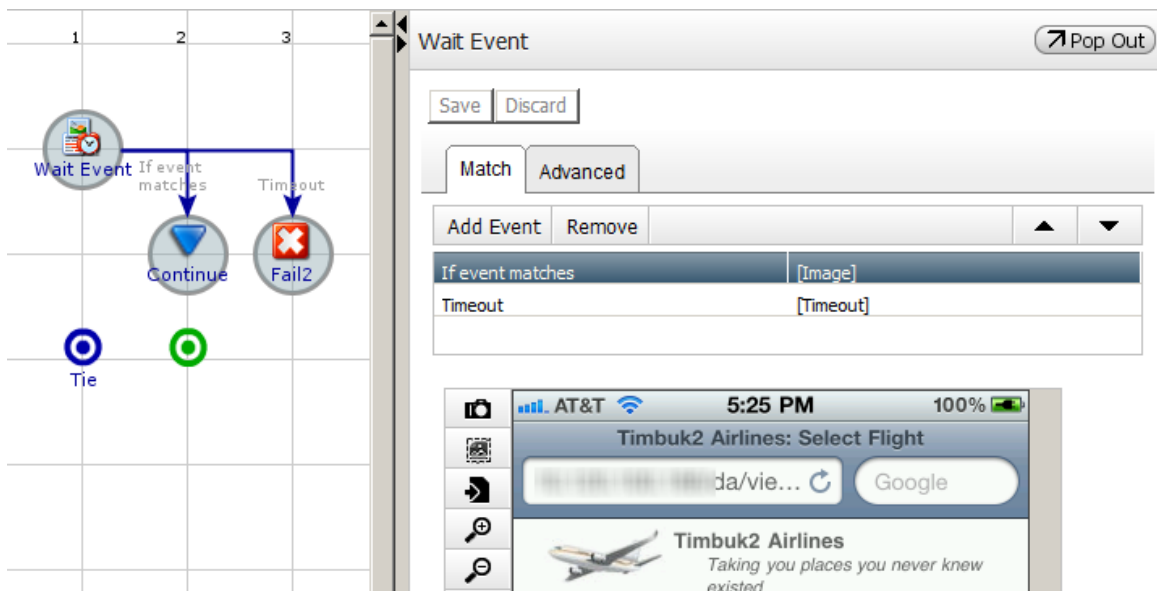 1 2 3
Wait Event
If event
matches
Timeout
Continue
Fail2
Tie
Wait Event
Pop Out
Save Discard
Match Advanced
Add Event Remove
If event matches [Image]
Timeout [Timeout]
AT&T 5:25 PM 100%
Timbuk2 Airlines: Select Flight
da/vie... Google
Timbuk2 Airlines
Taking you places you never knew
existed